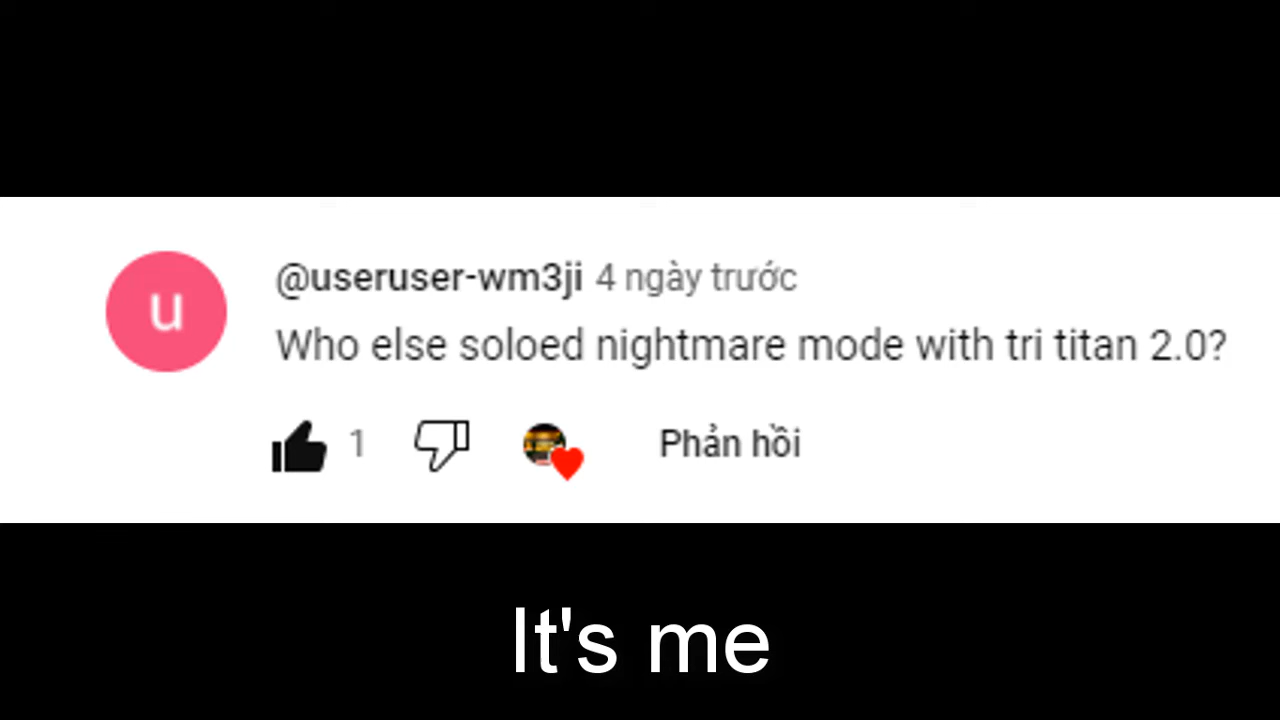 u
@useruser-wm3ji 4 ngày trước
Who else soloed nightmare mode with tri titan 2.0?
1
Phản hồi
It's me